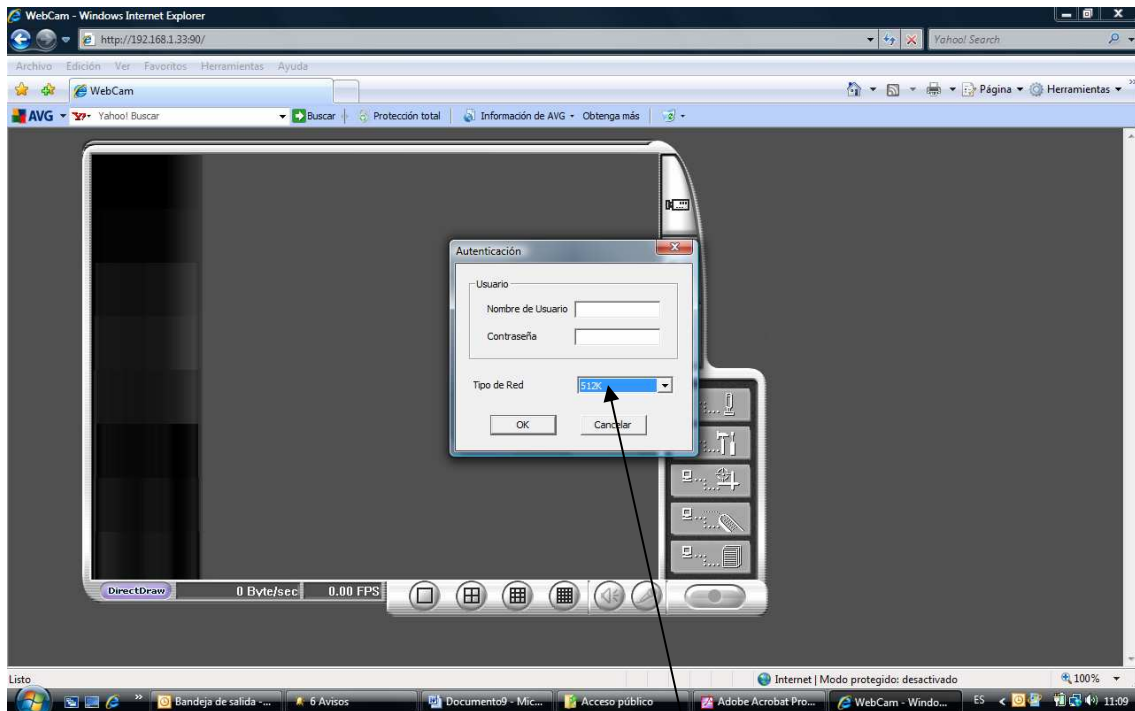 WebCam - Windows Internet Explorer
http://192.168.1.33:90/
Yahoo! Search
Archivo Edición Ver Favoritos Herramientas Ayuda
WebCam
Página Herramientas
AVG Yahoo! Buscar Buscar Protección total Información de AVG Obtenga más
Autenticación
Usuario
Nombre de Usuario
Contraseña
Tipo de Red 512K
OK Cancelar
DirectDraw 0 Byte/sec 0.00 FPS
Listo Internet | Modo protegido: desactivado 100%
Bandeja de salida -... 6 Avisos Documento9 - Mic... Acceso público Adobe Acrobat Pro... WebCam - Windo... ES 11:09